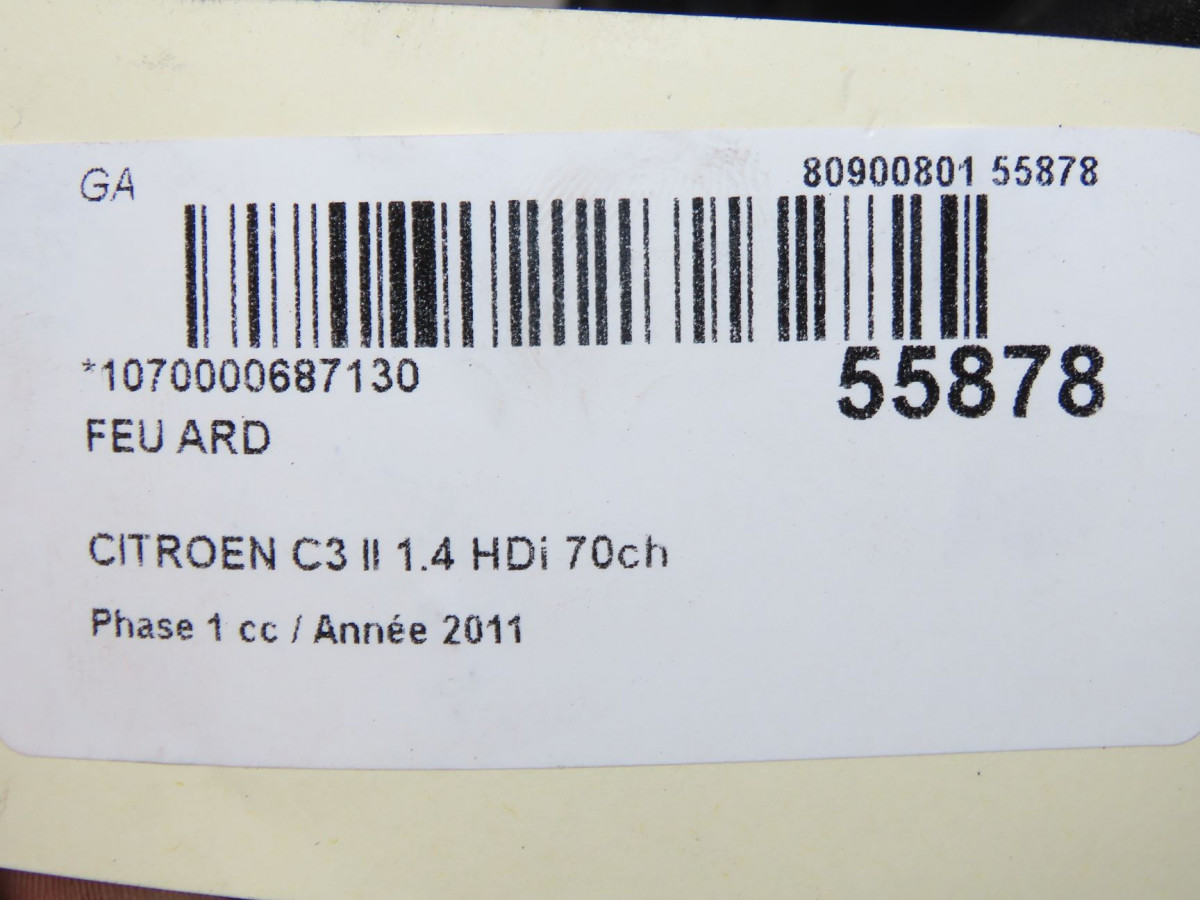 GA
80900801 55878
*1070000687130
55878
FEU ARD
CITROEN C3 II 1.4 HDi 70ch
Phase 1 cc / Année 2011